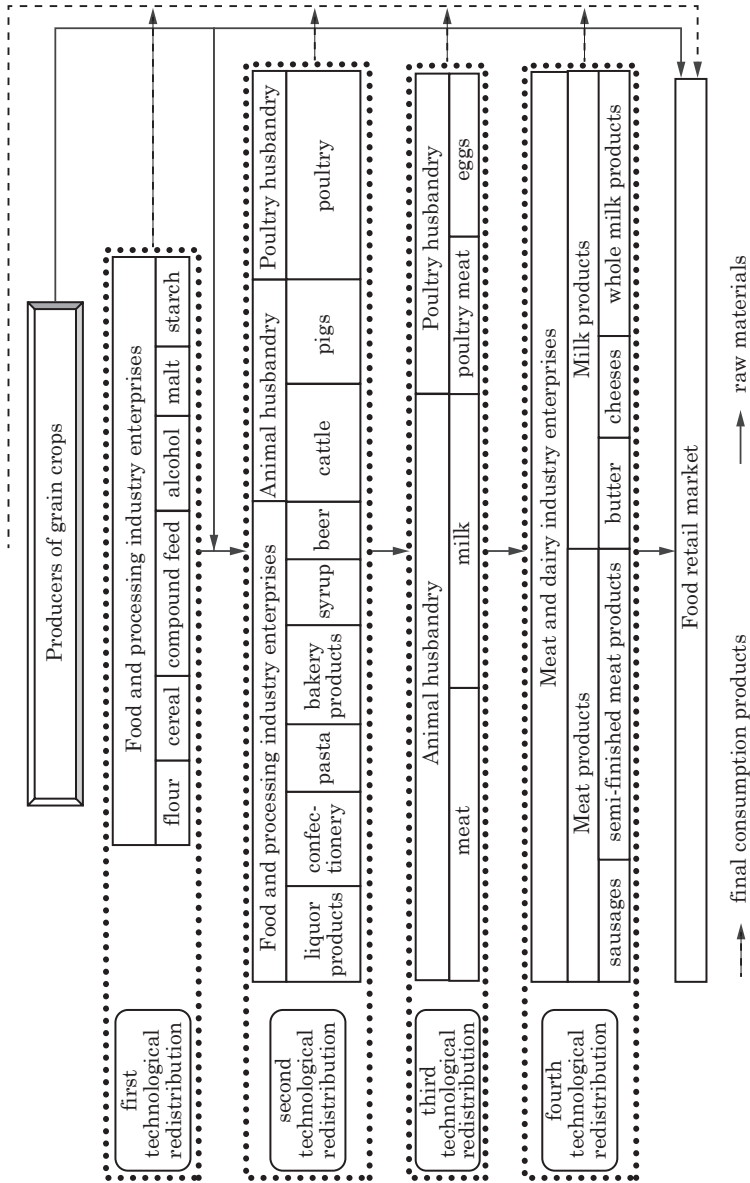 Producers of grain crops
first
technological
redistribution
Food and processing industry enterprises
flour
cereal
compound feed
alcohol
malt
starch
second
technological
redistribution
Food and processing industry enterprises
Animal husbandry
Poultry husbandry
liquor
products
confec-
tionery
pasta
bakery
products
syrup
beer
cattle
pigs
poultry
third
technological
redistribution
Animal husbandry
Poultry husbandry
meat
milk
poultry meat
eggs
fourth
technological
redistribution
Meat and dairy industry enterprises
Meat products
Milk products
sausages
semi-finished meat products
butter
cheeses
whole milk products
Food retail market
final consumption products
raw materials